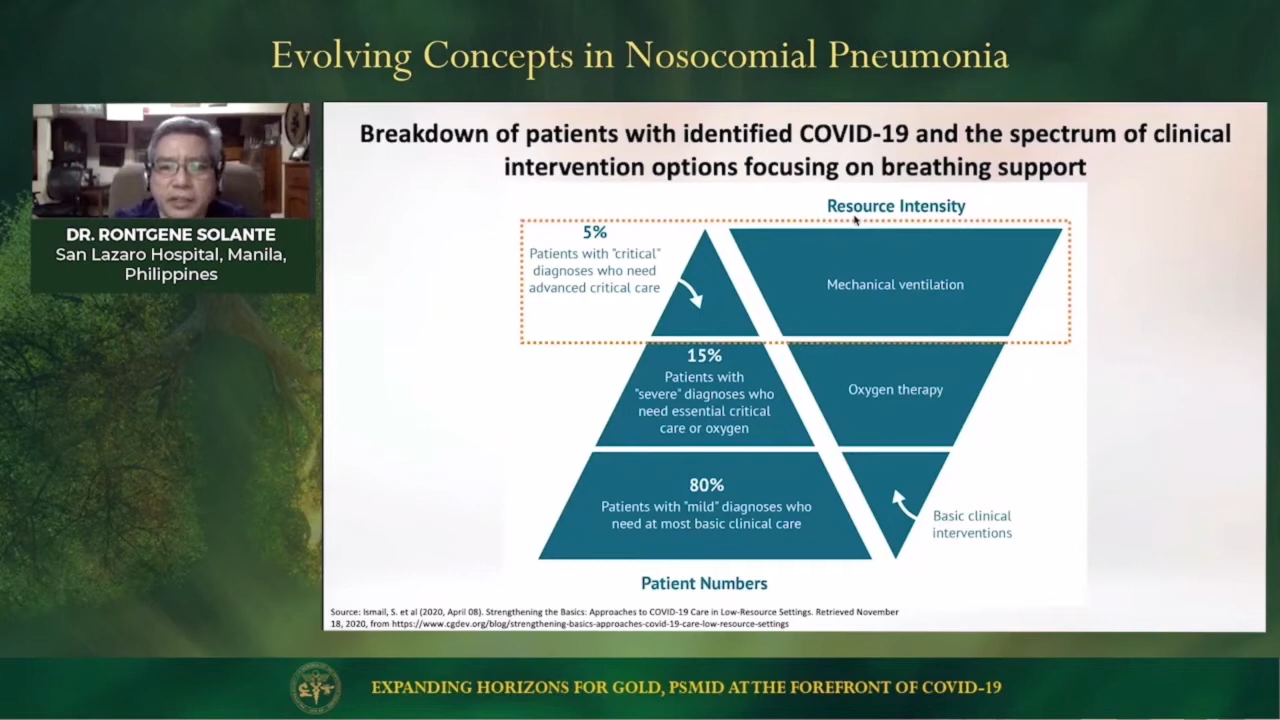 Evolving Concepts in Nosocomial Pneumonia
DR. RONTGENE SOLANTE
San Lazaro Hospital, Manila,
Philippines
Breakdown of patients with identified COVID-19 and the spectrum of clinical
intervention options focusing on breathing support
Resource Intensity
5%
Patients with "critical"
diagnoses who need
advanced critical care
Mechanical ventilation
15%
Patients with
"severe" diagnoses who
need essential critical
care or oxygen
Oxygen therapy
80%
Patients with "mild" diagnoses who
need at most basic clinical care
Basic clinical
interventions
Patient Numbers
Source: Ismail, S. et al (2020, April 08). Strengthening the Basics: Approaches to COVID-19 Care in Low-Resource Settings. Retrieved November
18, 2020, from https://www.cgdev.org/blog/strengthening-basics-approaches-covid-19-care-low-resource-settings
EXPANDING HORIZONS FOR GOLD, PSMID AT THE FOREFRONT OF COVID-19